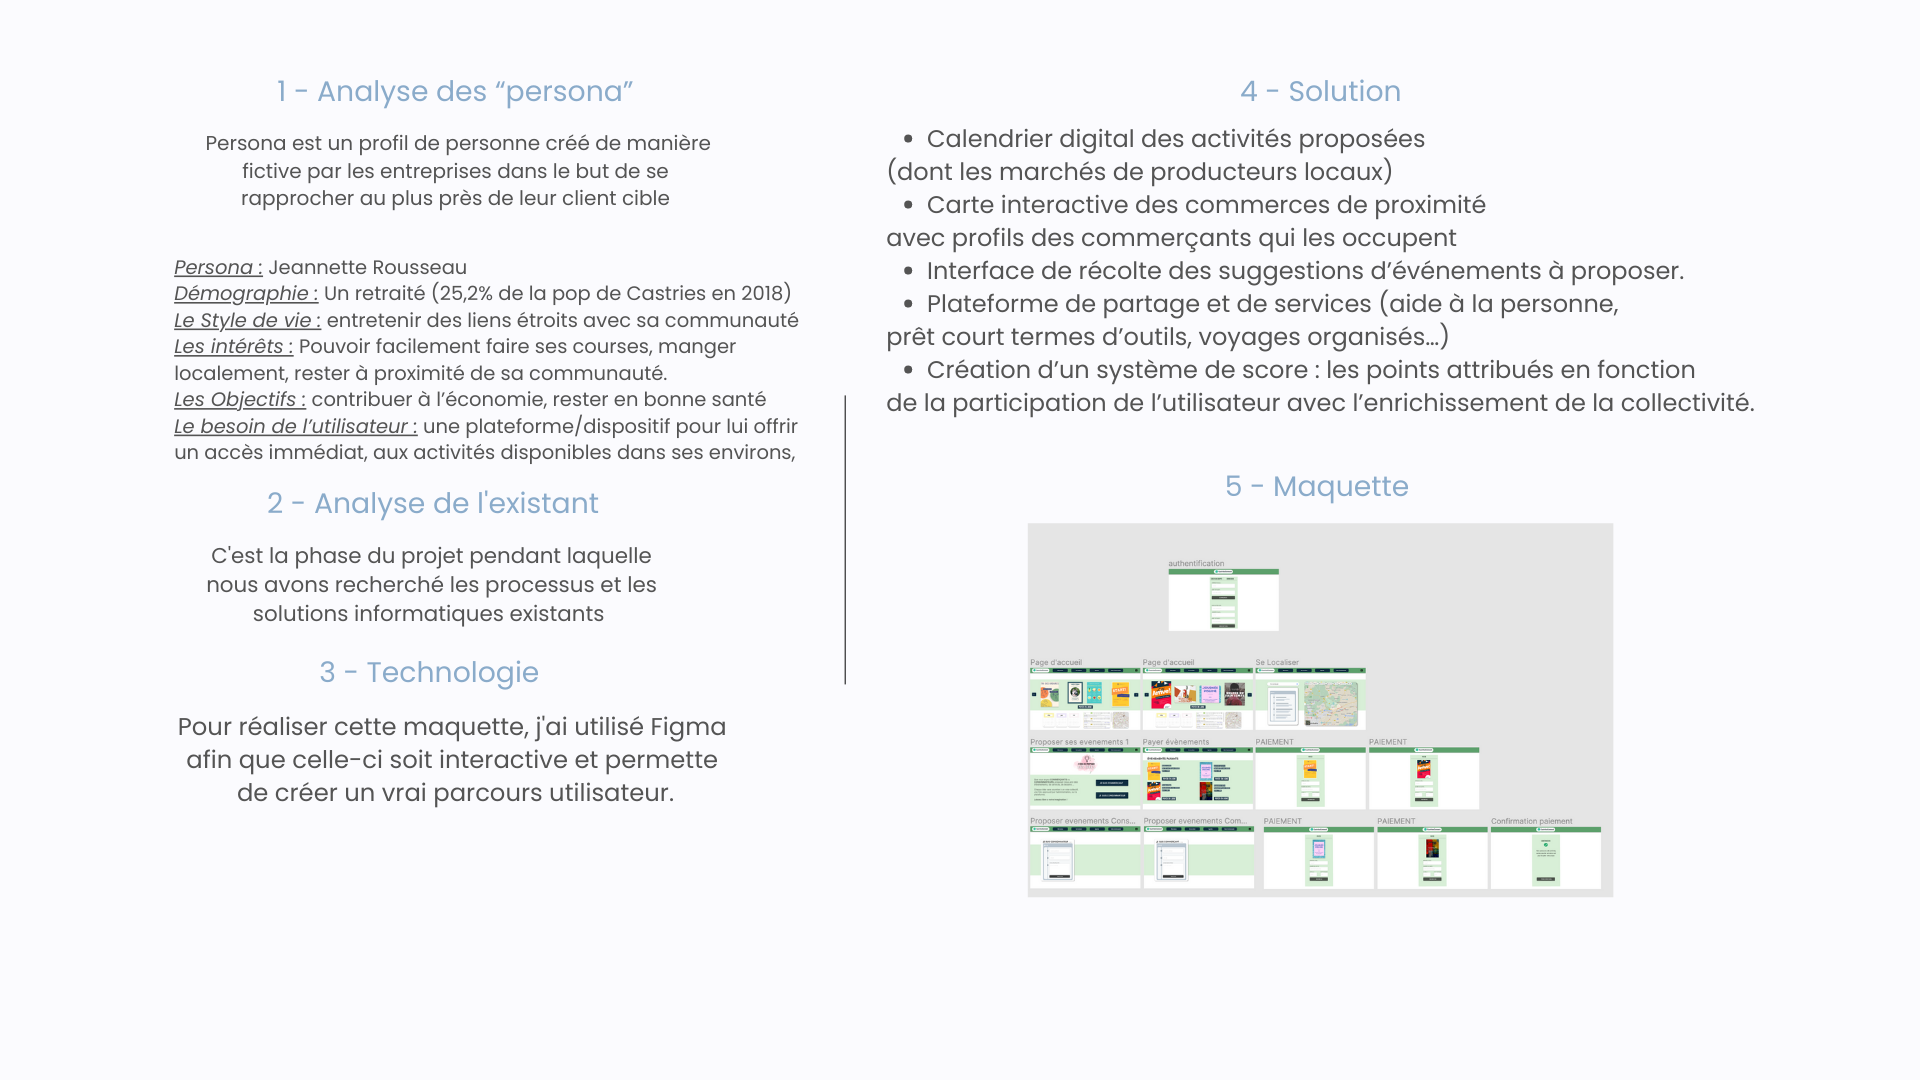 1 - Analyse des “persona”
Persona est un profil de personne créé de manière
fictive par les entreprises dans le but de se
rapprocher au plus près de leur client cible
Persona : Jeannette Rousseau
Démographie : Un retraité (25,2% de la pop de Castries en 2018)
Le Style de vie : entretenir des liens étroits avec sa communauté
Les intérêts : Pouvoir facilement faire ses courses, manger
localement, rester à proximité de sa communauté.
Les Objectifs : contribuer à l’économie, rester en bonne santé
Le besoin de l’utilisateur : une plateforme/dispositif pour lui offrir
un accès immédiat, aux activités disponibles dans ses environs,
2 - Analyse de l'existant
C'est la phase du projet pendant laquelle
nous avons recherché les processus et les
solutions informatiques existants
3 - Technologie
Pour réaliser cette maquette, j'ai utilisé Figma
afin que celle-ci soit interactive et permette
de créer un vrai parcours utilisateur.
4 - Solution
• Calendrier digital des activités proposées
(dont les marchés de producteurs locaux)
• Carte interactive des commerces de proximité
avec profils des commerçants qui les occupent
• Interface de récolte des suggestions d’événements à proposer.
• Plateforme de partage et de services (aide à la personne,
prêt court termes d’outils, voyages organisés…)
• Création d’un système de score : les points attribués en fonction
de la participation de l’utilisateur avec l’enrichissement de la collectivité.
5 - Maquette
authentification
Page d'accueil
Page d'accueil
Se Localiser
Proposer ses evenements 1
Payer évènements
PAIEMENT
PAIEMENT
Proposer evenements Cons...
Proposer evenements Com...
PAIEMENT
PAIEMENT
Confirmation paiement